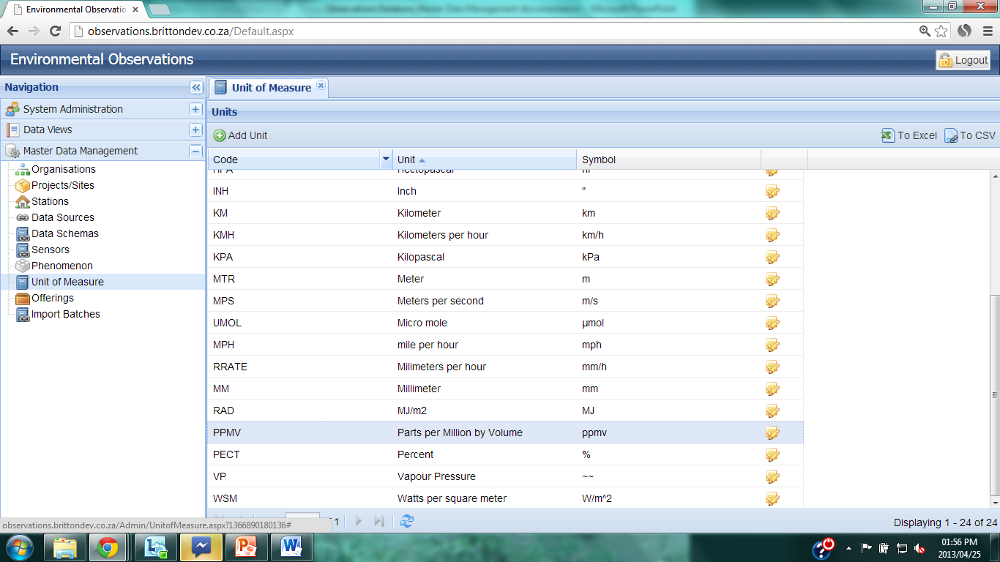 Environmental Observatio
observations.brittondev.co.za/Default.aspx
Environmental Observations
Logout
Navigation
System Administration
Data Views
Master Data Management
Organisations
Projects/Sites
Stations
Data Sources
Data Schemas
Sensors
Phenomenon
Unit of Measure
Offerings
Import Batches
Unit of Measure
Units
Add Unit To Excel To CSV
Code Unit Symbol
INH Inch "
KM Kilometer km
KMH Kilometers per hour km/h
KPA Kilopascal kPa
MTR Meter m
MPS Meters per second m/s
UMOL Micro mole µmol
MPH mile per hour mph
RRATE Milimeters per hour mm/h
MM Millimeter mm
RAD MJ/m2 MJ
PPMV Parts per Million by Volume ppmv
PECT Percent %
VP Vapour Pressure ~~
WSM Watts per square meter W/m^2
1 Displaying 1 - 24 of 24
observations.brittondev.co.za/Admin/UnitofMeasure.aspx?1366890180136#
01:56 PM
2013/04/25